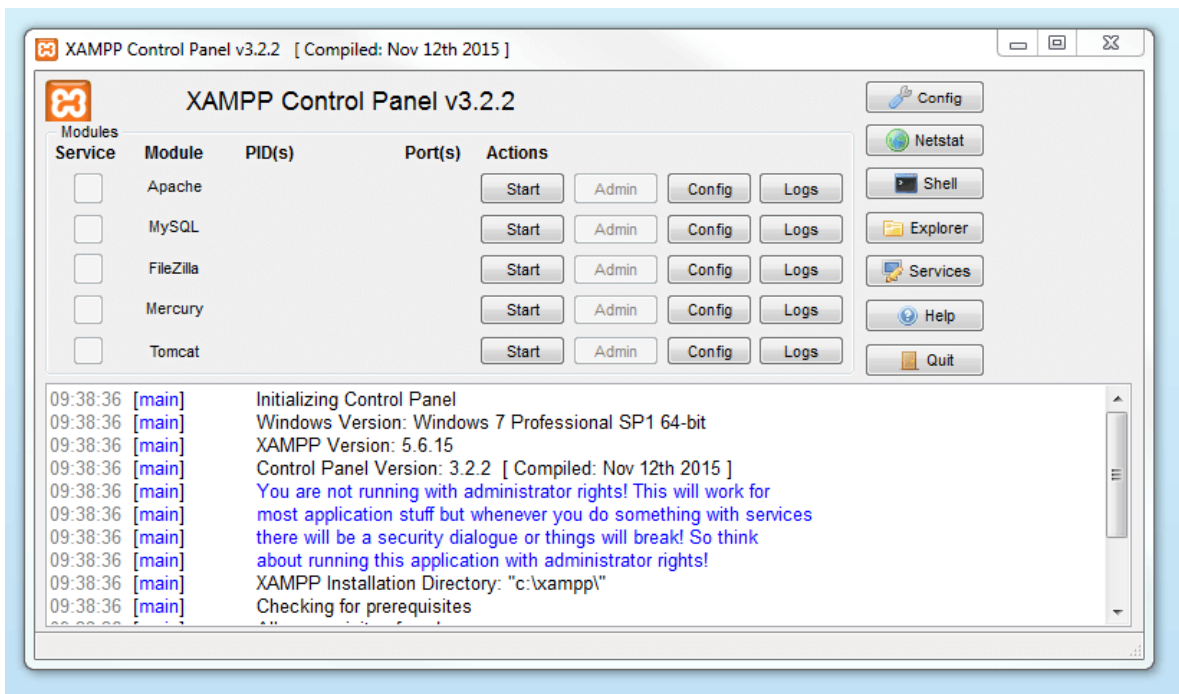 XAMPP Control Panel v3.2.2 [ Compiled: Nov 12th 2015 ]
XAMPP Control Panel v3.2.2
Config
Modules
Service Module PID(s) Port(s) Actions
Netstat
Apache Start Admin Config Logs
Shell
MySQL Start Admin Config Logs
Explorer
FileZilla Start Admin Config Logs
Services
Mercury Start Admin Config Logs
Help
Tomcat Start Admin Config Logs
Quit
09:38:36 [main] Initializing Control Panel
09:38:36 [main] Windows Version: Windows 7 Professional SP1 64-bit
09:38:36 [main] XAMPP Version: 5.6.15
09:38:36 [main] Control Panel Version: 3.2.2 [ Compiled: Nov 12th 2015 ]
09:38:36 [main] You are not running with administrator rights! This will work for
09:38:36 [main] most application stuff but whenever you do something with services
09:38:36 [main] there will be a security dialogue or things will break! So think
09:38:36 [main] about running this application with administrator rights!
09:38:36 [main] XAMPP Installation Directory: "c:\xampp\"
09:38:36 [main] Checking for prerequisites